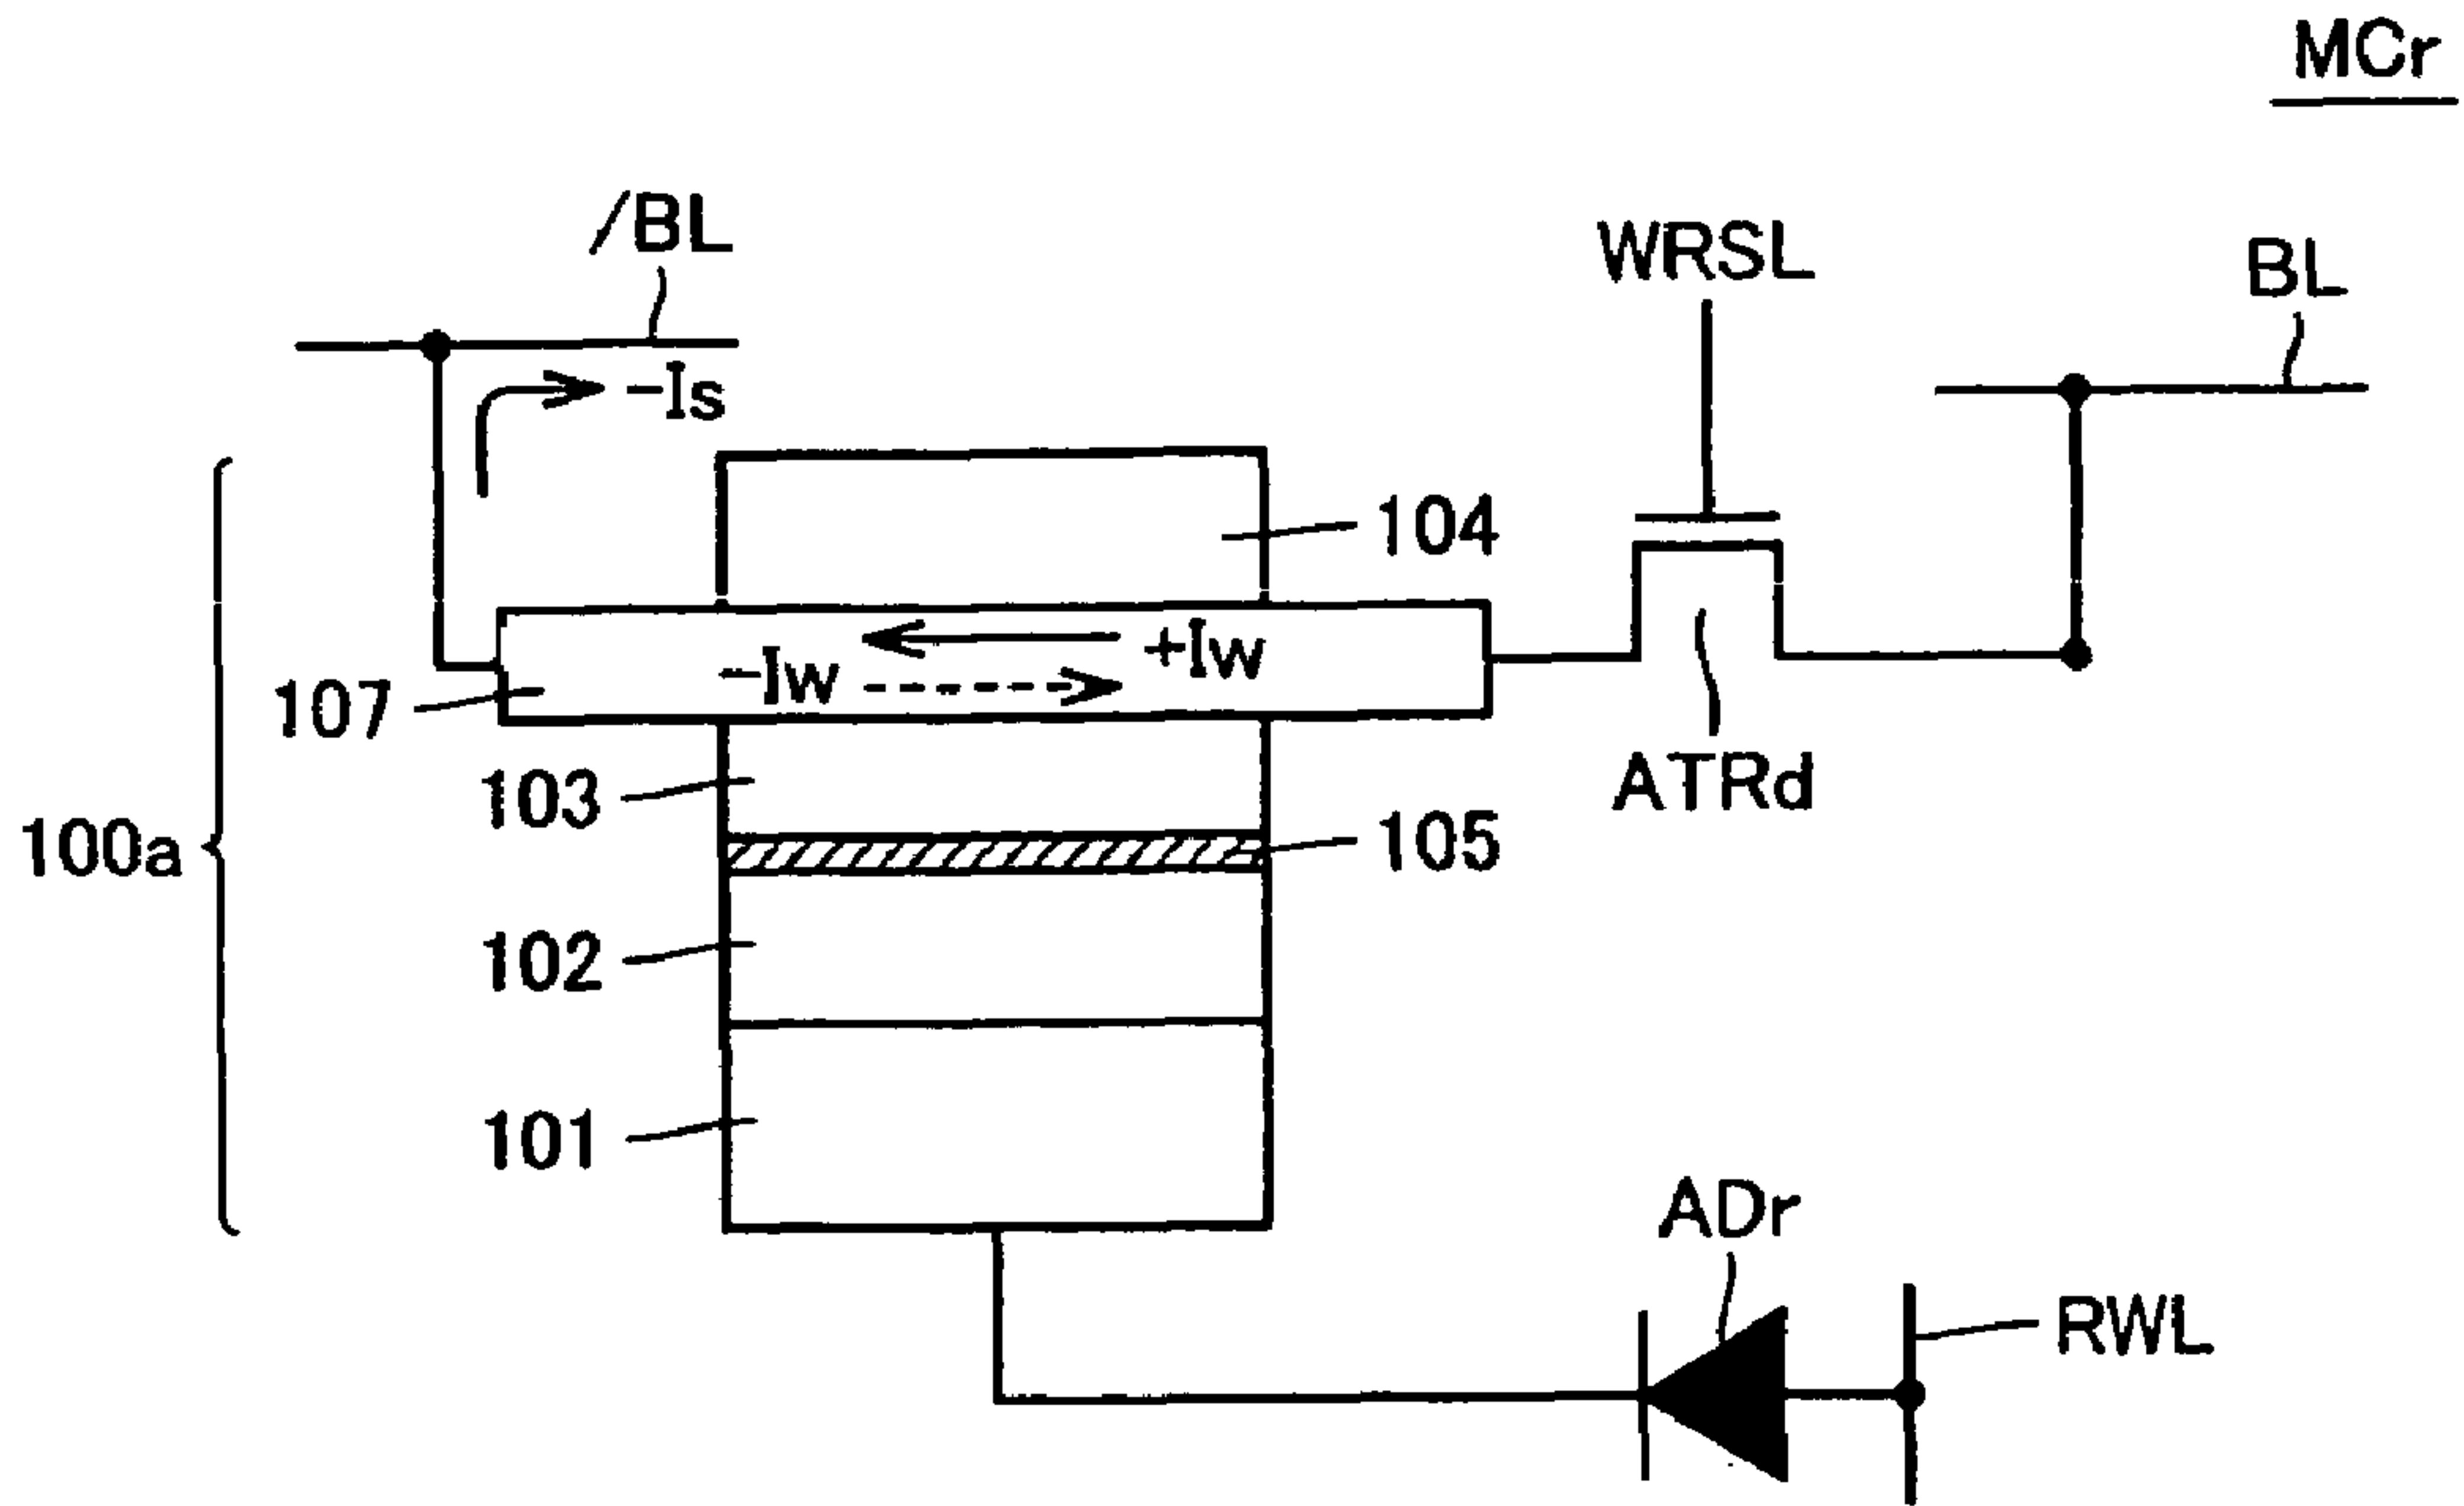 MCr
/BL
WRSL
BL
-Is
104
+Iw
-Iw
107
103
ATRd
100a
105
102
101
ADr
RWL